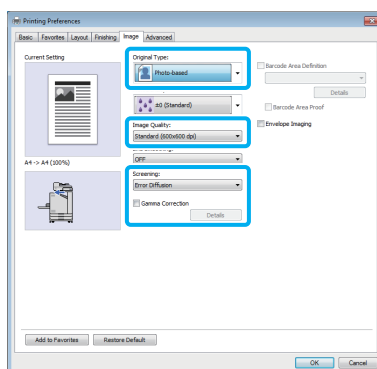 Printing Preferences
Basic Favorites Layout Finishing Image Advanced
Current Setting
A4 -> A4 (100%)
Original Type:
Photo-based
±0 (Standard)
Image Quality:
Standard (600x600 dpi)
OFF
Screening:
Error Diffusion
Gamma Correction
Details
Barcode Area Definition
Details
Barcode Area Proof
Envelope Imaging
Add to Favorites Restore Default
OK Cancel